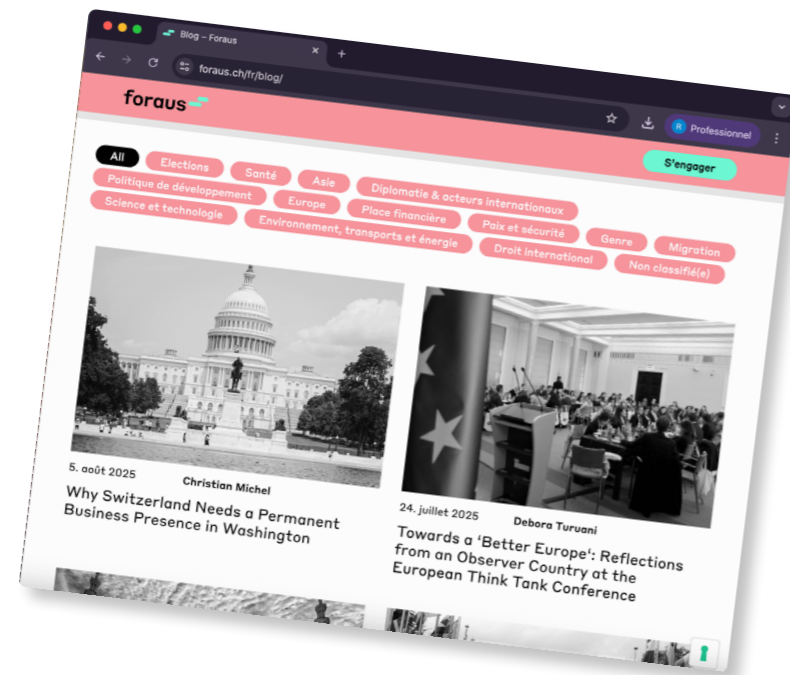 Blog – Foraus
foraus.ch/fr/blog/
R Professionnel
foraus
S'engager
All Elections Santé Asie Diplomatie & acteurs internationaux
Politique de développement Europe Place financière Paix et sécurité Genre Migration
Science et technologie Environnement, transports et énergie Droit international Non classifié(e)
5. août 2025 Christian Michel
Why Switzerland Needs a Permanent
Business Presence in Washington
24. juillet 2025 Debora Turuani
Towards a ‘Better Europe‘: Reflections
from an Observer Country at the
European Think Tank Conference